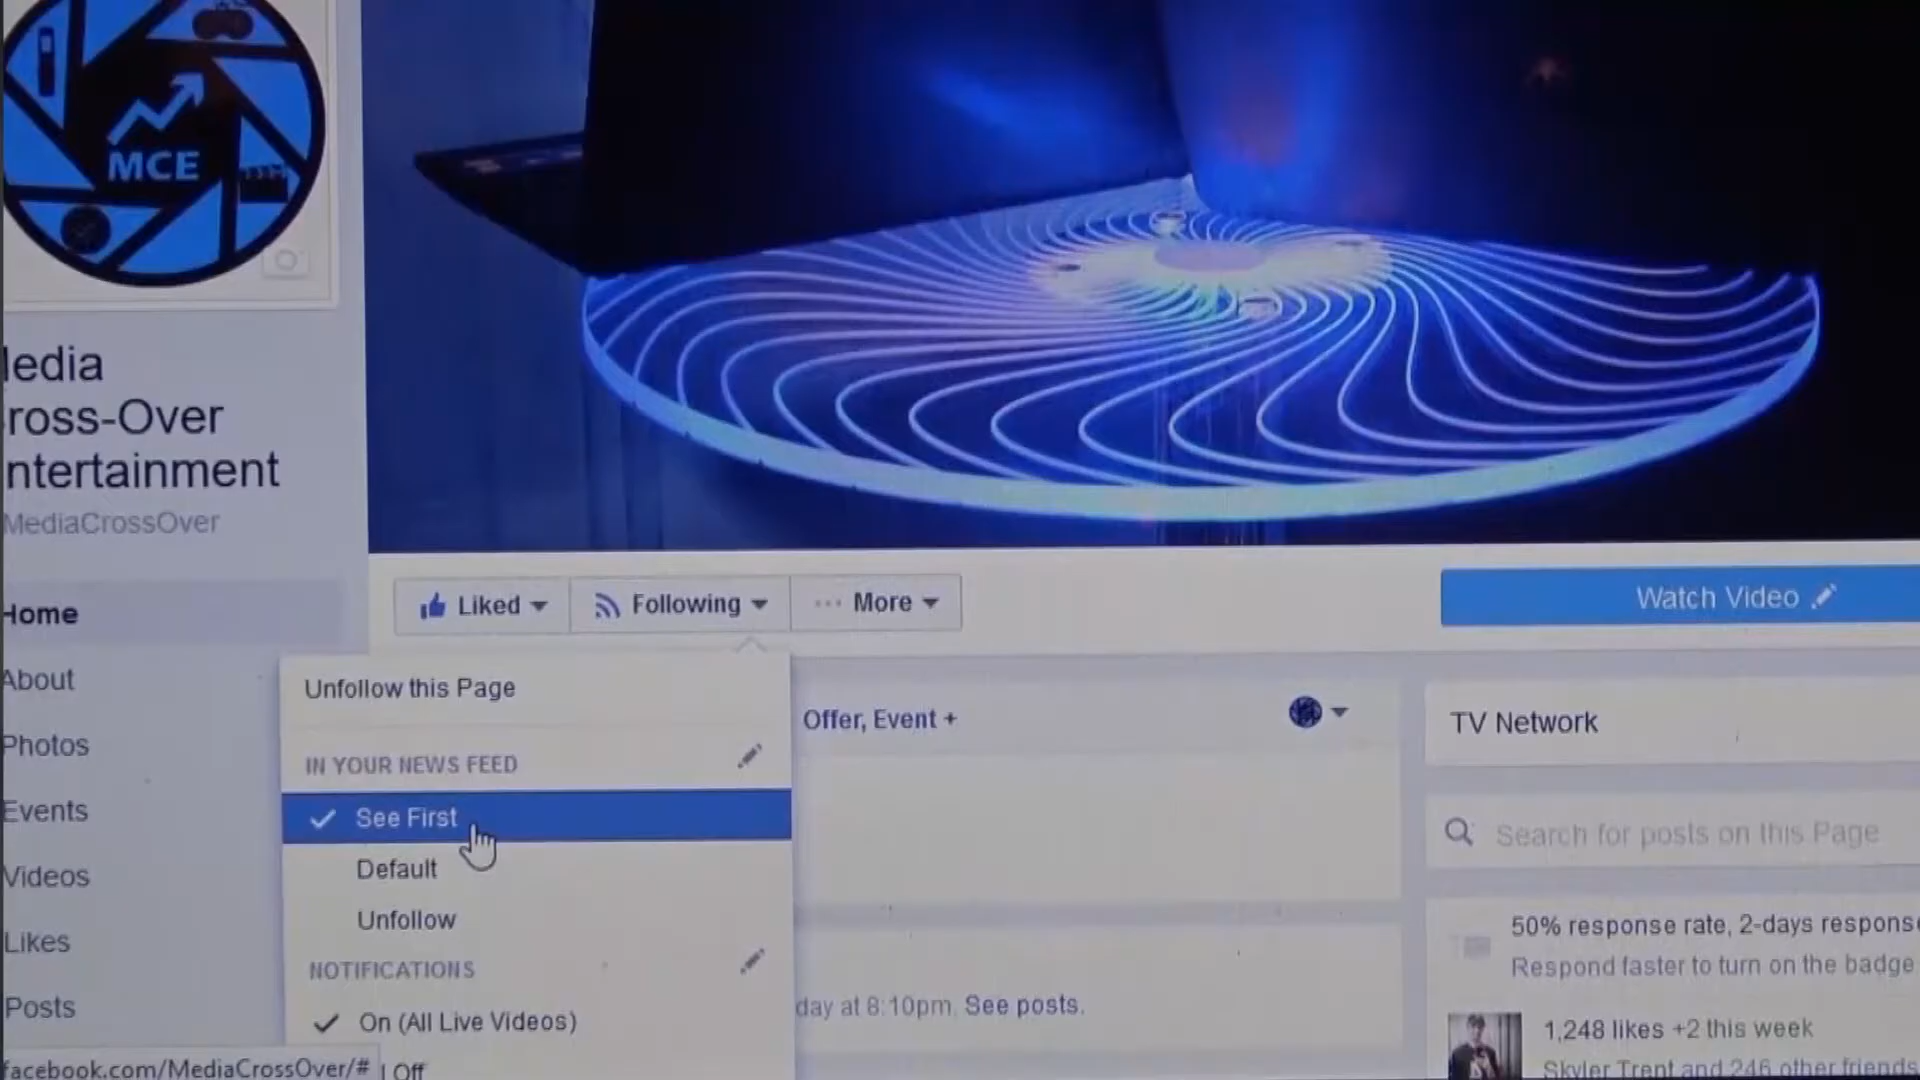 MCE
ledia
ross-Over
ntertainment
MediaCrossOver
Home
About
Photos
Events
Videos
Likes
Posts
facebook.com/MediaCrossOver/#
Liked
Following
More
Watch Video
Unfollow this Page
IN YOUR NEWS FEED
See First
Default
Unfollow
NOTIFICATIONS
On (All Live Videos)
Off
Offer, Event +
day at 8:10pm. See posts.
TV Network
Search for posts on this Page
50% response rate, 2-days response
Respond faster to turn on the badge
1,248 likes +2 this week
Skyler Trent and 246 other friends